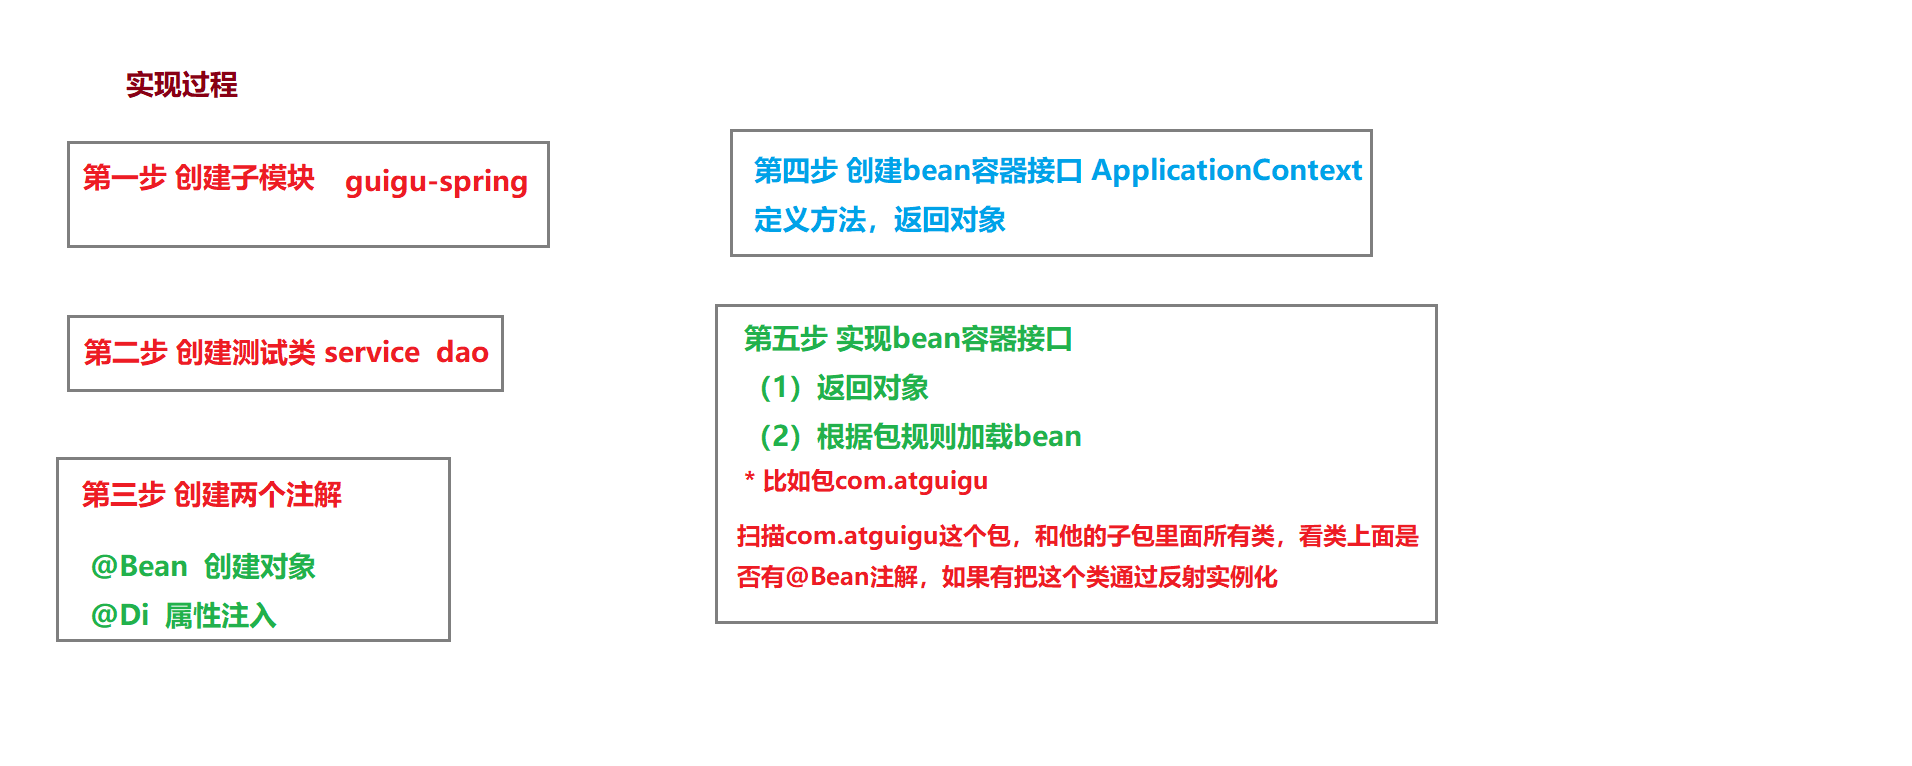 实现过程
第一步 创建子模块 guigu-spring
第二步 创建测试类 service dao
第三步 创建两个注解
@Bean 创建对象
@Di 属性注入
第四步 创建bean容器接口 ApplicationContext
定义方法，返回对象
第五步 实现bean容器接口
（1）返回对象
（2）根据包规则加载bean
* 比如包com.atguigu
扫描com.atguigu这个包，和他的子包里面所有类，看类上面是
否有@Bean注解，如果有把这个类通过反射实例化